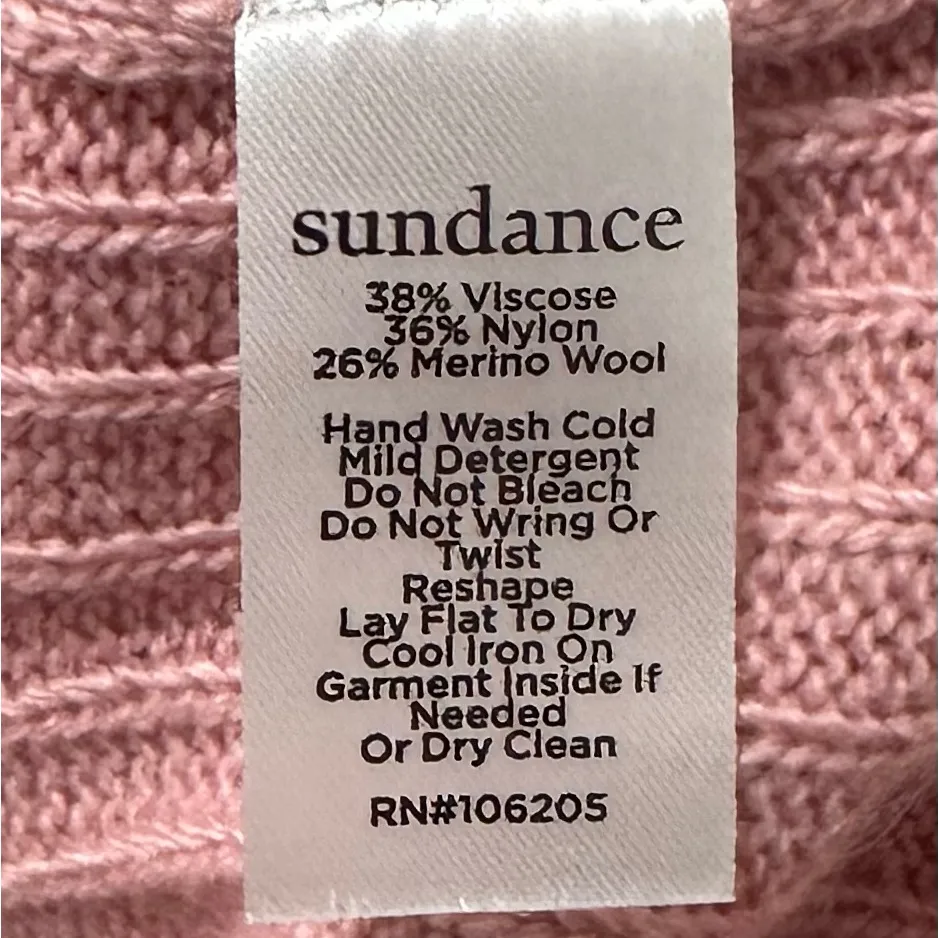 sundance
38% Viscose
36% Nylon
26% Merino Wool
Hand Wash Cold
Mild Detergent
Do Not Bleach
Do Not Wring Or
Twist
Reshape
Lay Flat To Dry
Cool Iron On
Garment Inside If
Needed
Or Dry Clean
RN#106205